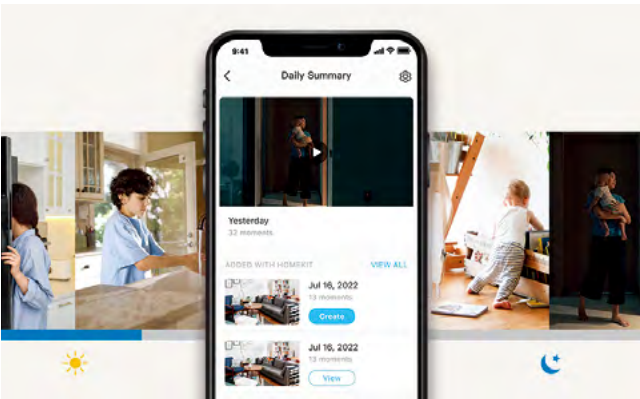 9:41
Daily Summary
Yesterday
33 moments
ADDED WITH HOMEKIT VIEW ALL
Jul 16, 2022
13 moments
Create
Jul 16, 2022
13 moments
View